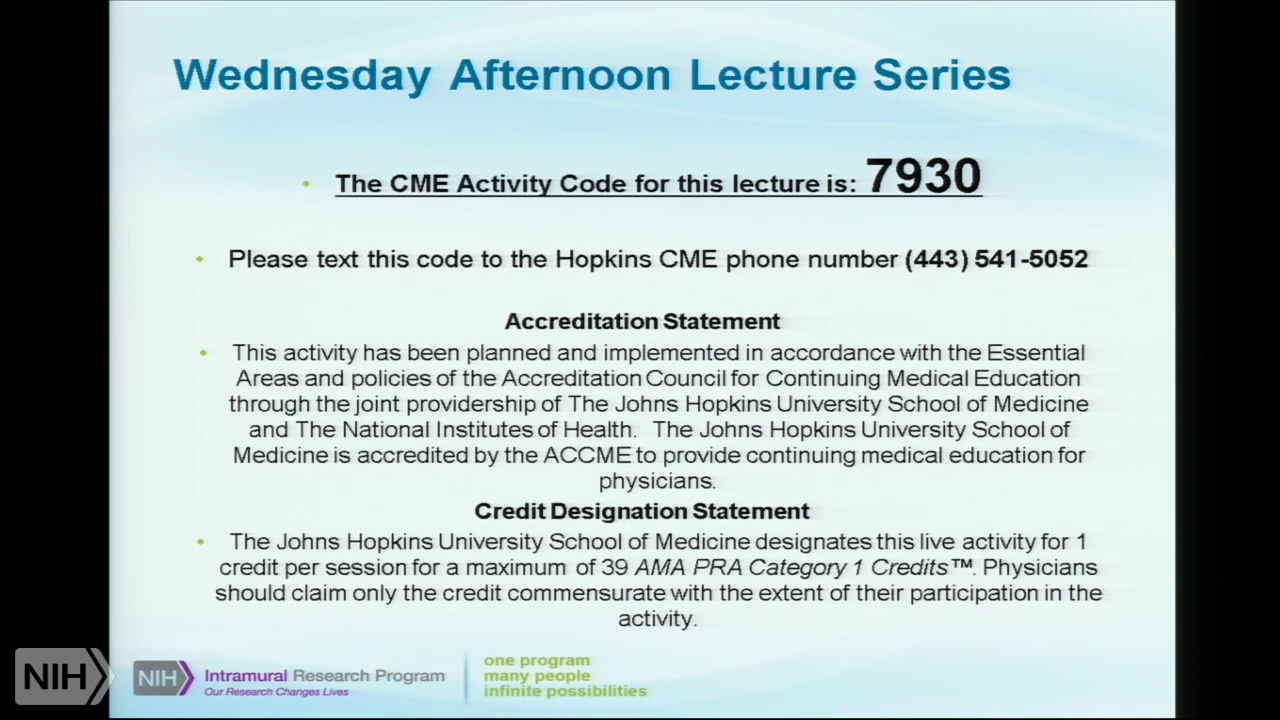 Wednesday Afternoon Lecture Series
• The CME Activity Code for this lecture is: 7930
• Please text this code to the Hopkins CME phone number (443) 541-5052
Accreditation Statement
• This activity has been planned and implemented in accordance with the Essential
Areas and policies of the Accreditation Council for Continuing Medical Education
through the joint providership of The Johns Hopkins University School of Medicine
and The National Institutes of Health. The Johns Hopkins University School of
Medicine is accredited by the ACCME to provide continuing medical education for
physicians.
Credit Designation Statement
• The Johns Hopkins University School of Medicine designates this live activity for 1
credit per session for a maximum of 39 AMA PRA Category 1 Credits™. Physicians
should claim only the credit commensurate with the extent of their participation in the
activity.
NIH
NIH
Intramural Research Program
Our Research Changes Lives
one program
many people
infinite possibilities